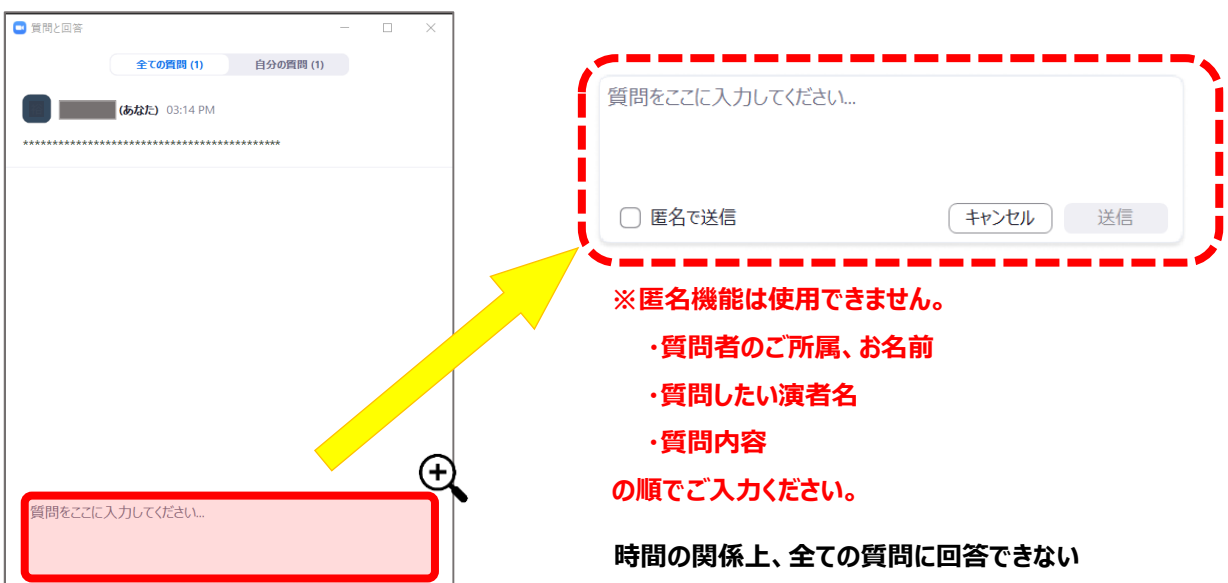 質問と回答
全ての質問 (1)
自分の質問 (1)
(あなた) 03:14 PM
********************************************
質問をここに入力してください...
質問をここに入力してください...
匿名で送信
キャンセル
送信
※匿名機能は使用できません。
・質問者のご所属、お名前
・質問したい演者名
・質問内容
の順でご入力ください。
時間の関係上、全ての質問に回答できない